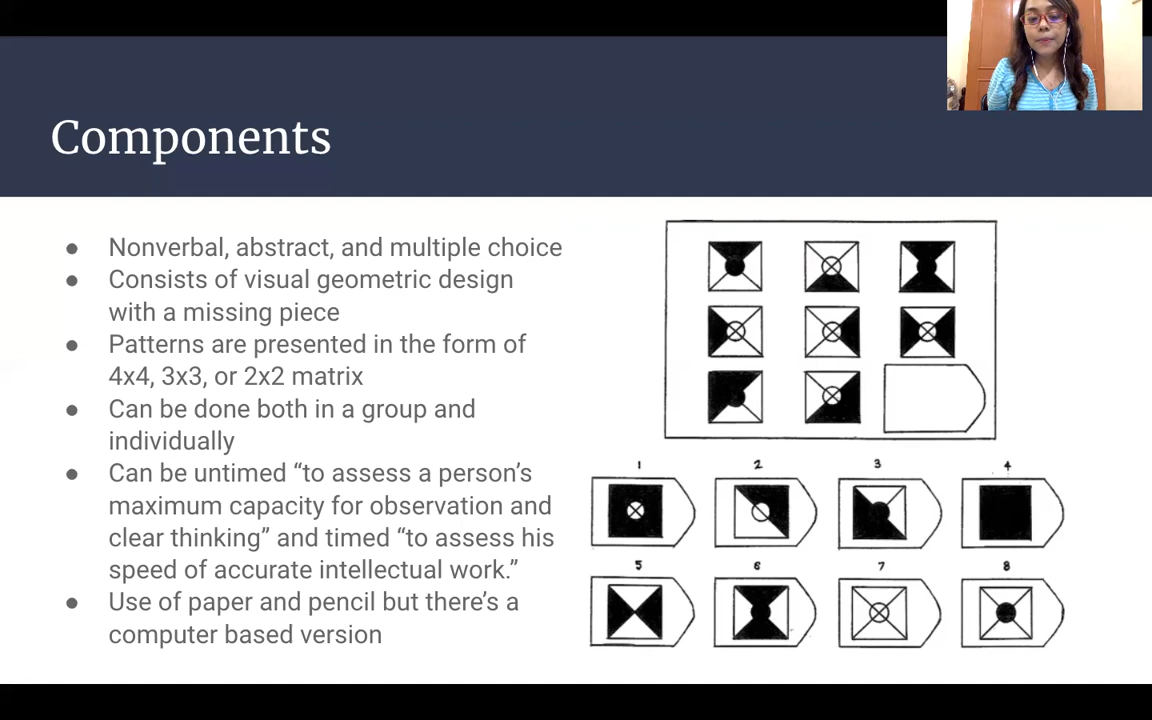 Components
● Nonverbal, abstract, and multiple choice
● Consists of visual geometric design
with a missing piece
● Patterns are presented in the form of
4x4, 3x3, or 2x2 matrix
● Can be done both in a group and
individually
● Can be untimed “to assess a person’s
maximum capacity for observation and
clear thinking” and timed “to assess his
speed of accurate intellectual work.”
● Use of paper and pencil but there’s a
computer based version
1 2 3 4
5 6 7 8